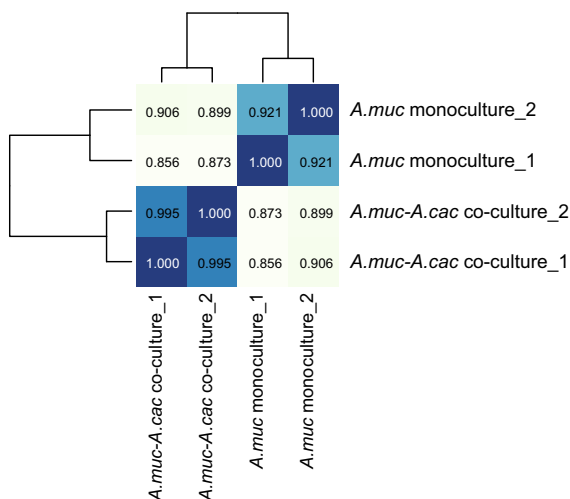 0.906 0.899 0.921 1.000 A.muc monoculture_2
0.856 0.873 1.000 0.921 A.muc monoculture_1
0.995 1.000 0.873 0.899 A.muc-A.cac co-culture_2
1.000 0.995 0.856 0.906 A.muc-A.cac co-culture_1
A.muc-A.cac co-culture_1
A.muc-A.cac co-culture_2
A.muc monoculture_1
A.muc monoculture_2